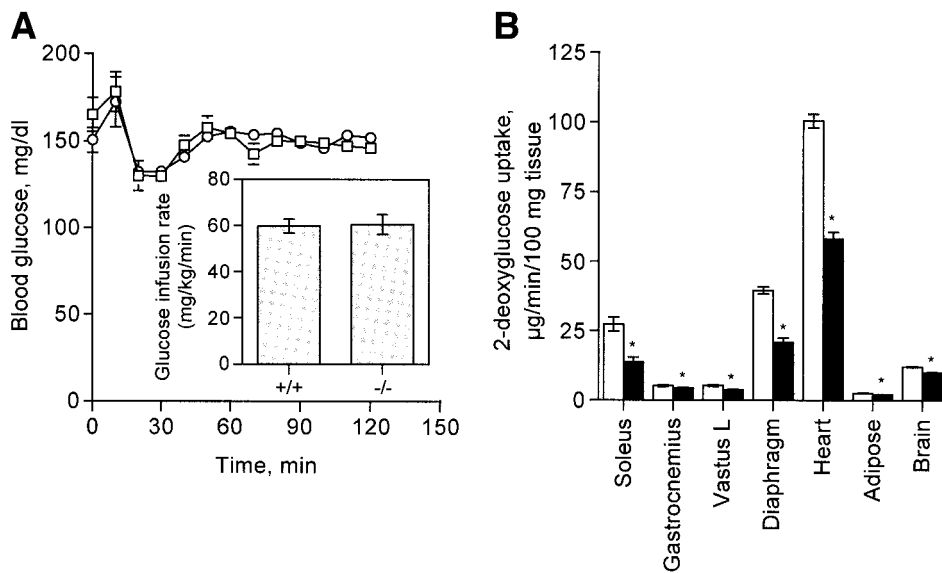 A
Blood glucose, mg/dl
200
150
100
50
0
0 30 60 90 120 150
Time, min
Glucose infusion rate
(mg/kg/min)
80
60
40
20
0
+/+ -/-
B
2-deoxyglucose uptake,
µg/min/100 mg tissue
125
100
75
50
25
0
* * * * * * *
Soleus
Gastrocnemius
Vastus L
Diaphragm
Heart
Adipose
Brain